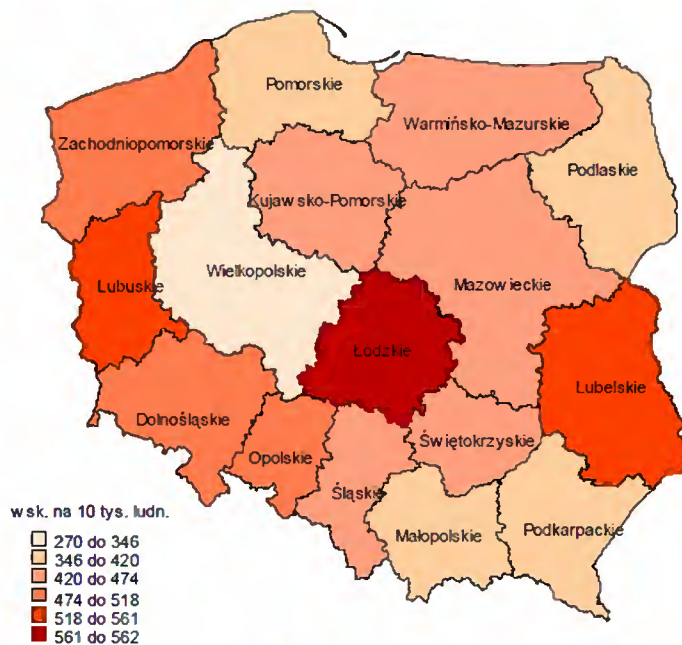 Pomorskie
Warmińsko-Mazurskie
Zachodniopomorskie
Podlaskie
Kujawsko-Pomorskie
Wielkopolskie
Mazowieckie
Lubuskie
Łódzkie
Lubelskie
Dolnośląskie
Świętokrzyskie
Opolskie
Śląskie
Małopolskie
Podkarpackie
wsk. na 10 tys. ludn.
270 do 346
346 do 420
420 do 474
474 do 518
518 do 561
561 do 562